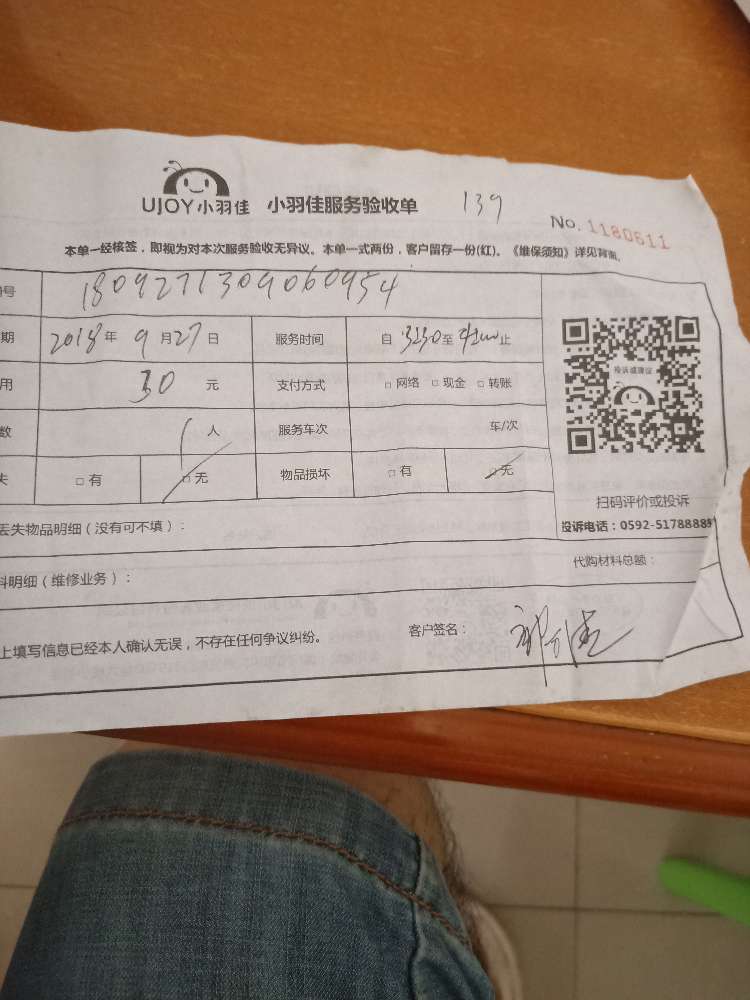 UJOY小羽佳 小羽佳服务验收单 139
No. 1180611
本单一经核签，即视为对本次服务验收无异议。本单一式两份，客户留存一份(红)。《维保须知》详见背面。
号 1809271309060954
期 2018年 9月27日 服务时间 自 至 止
用 30 元 支付方式 □网络 □现金 □转账
数 1人 服务车次 车/次
失 □有 □无 物品损坏 □有 □无
投诉或建议
扫码评价或投诉
投诉电话：0592-5178888
丢失物品明细（没有可不填）：
料明细（维修业务）： 代购材料总额：
上填写信息已经本人确认无误，不存在任何争议纠纷。 客户签名：